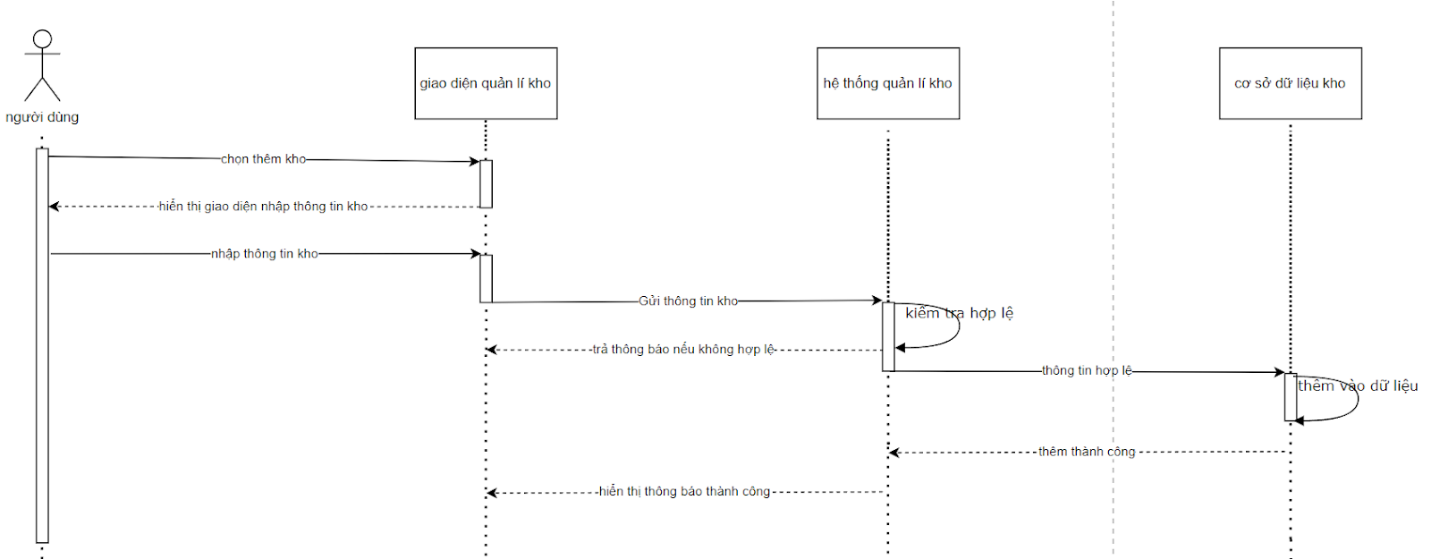 người dùng
giao diện quản lí kho
hệ thống quản lí kho
cơ sở dữ liệu kho
chọn thêm kho
hiển thị giao diện nhập thông tin kho
nhập thông tin kho
Gửi thông tin kho
kiểm tra hợp lệ
trả thông báo nếu không hợp lệ
thông tin hợp lệ
thêm vào dữ liệu
thêm thành công
hiển thị thông báo thành công